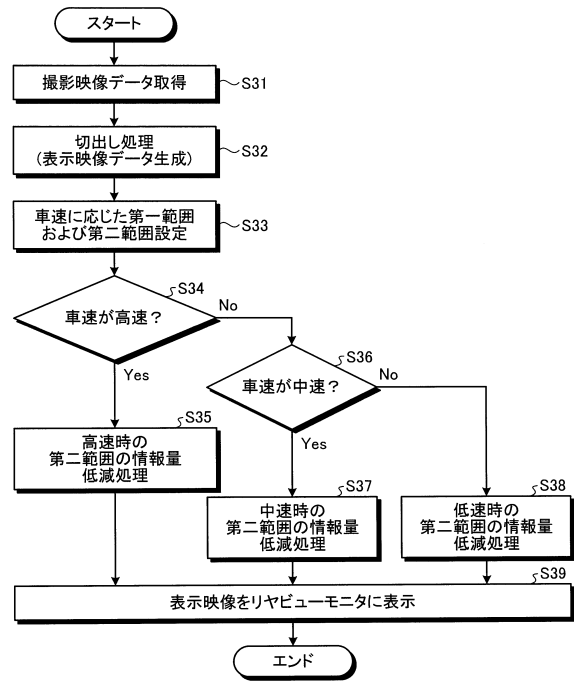 スタート
撮影映像データ取得
S31
切出し処理
(表示映像データ生成)
S32
車速に応じた第一範囲
および第二範囲設定
S33
S34
車速が高速？
No
Yes
S36
車速が中速？
No
Yes
S35
高速時の
第二範囲の情報量
低減処理
S37
中速時の
第二範囲の情報量
低減処理
S38
低速時の
第二範囲の情報量
低減処理
S39
表示映像をリヤビューモニタに表示
エンド